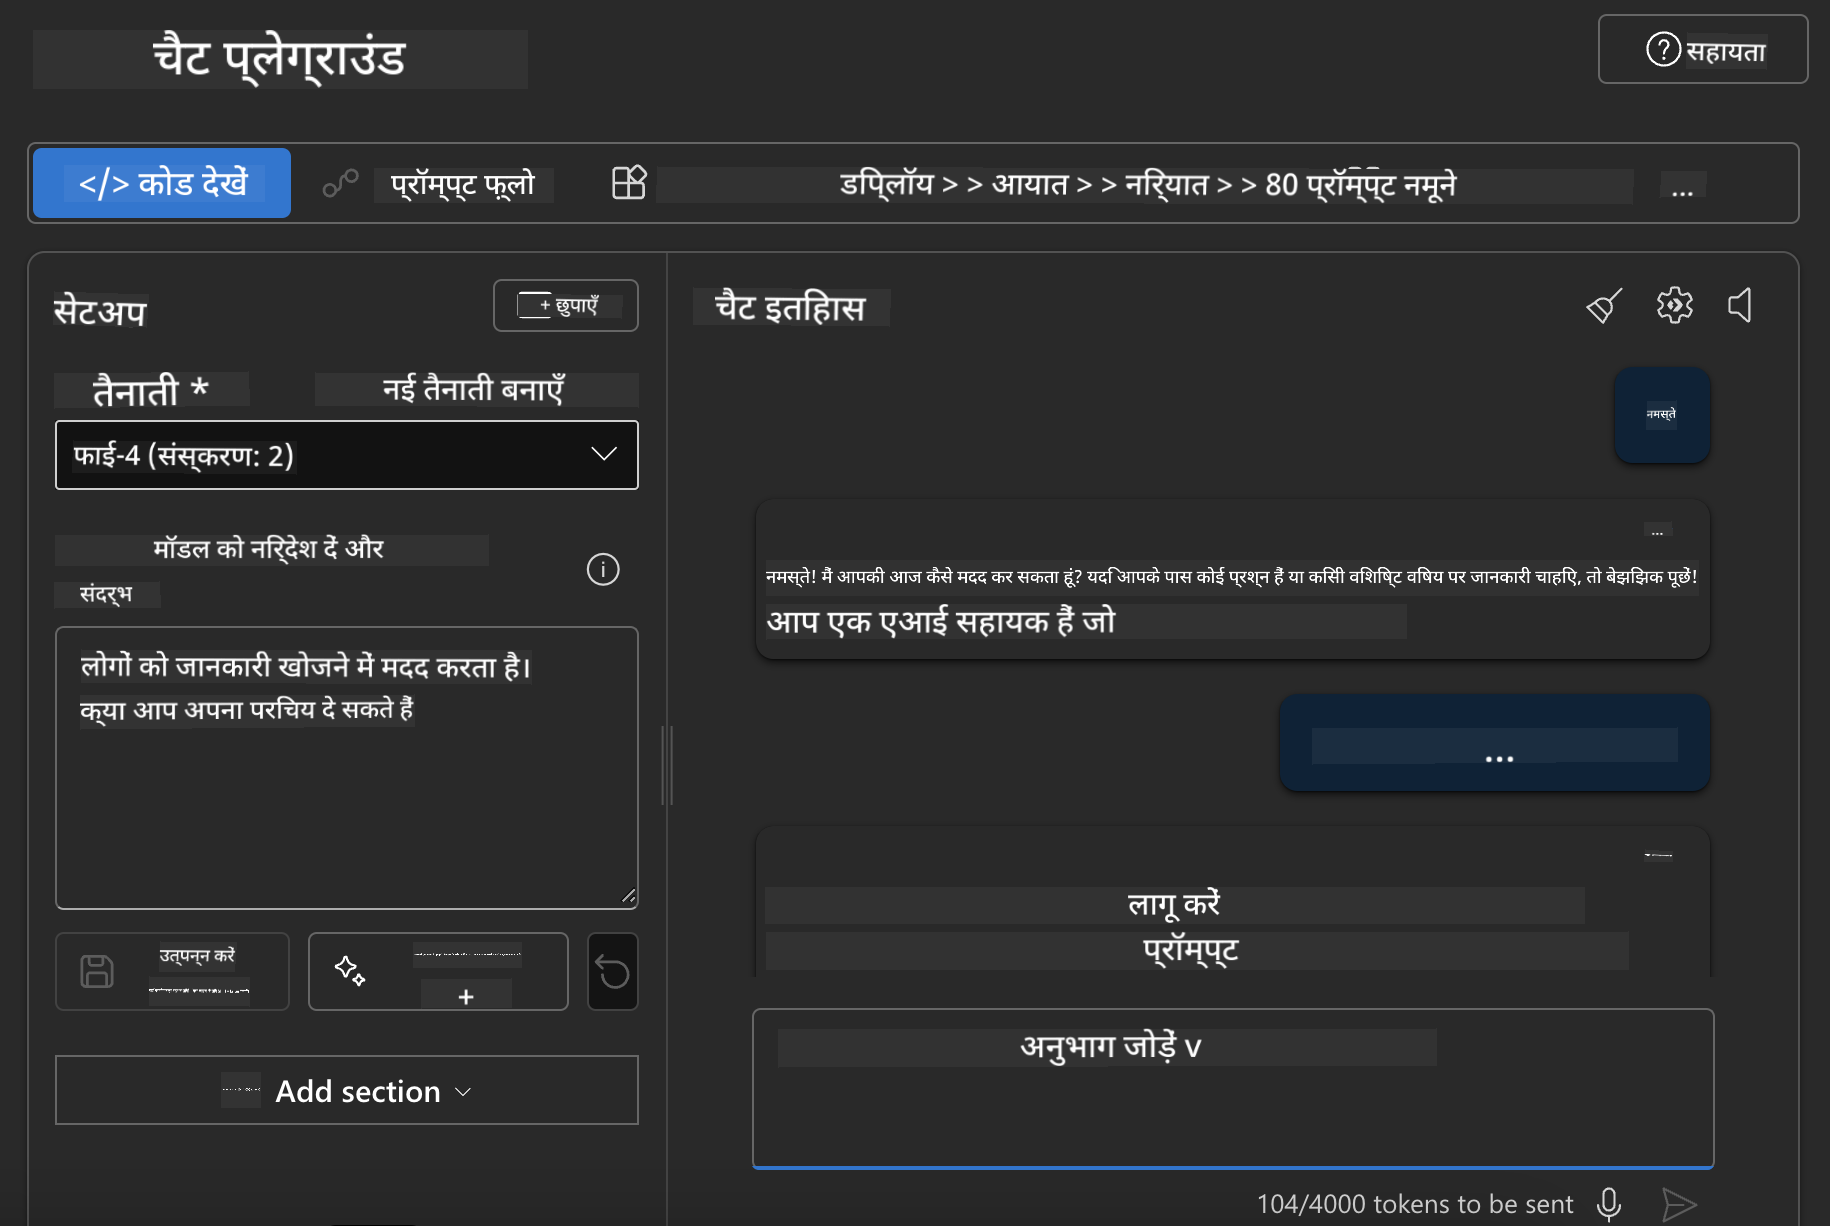 चैट प्लेग्राउंड
सहायता
</> कोड देखें
प्रॉम्प्ट फ़्लो
डिप्लॉय > > आयात > > निर्यात > > 80 प्रॉम्प्ट नमूने
...
सेटअप
+ छुपाएँ
तैनाती *
नई तैनाती बनाएँ
फाई-4 (संस्करण: 2)
मॉडल को निर्देश दें और
संदर्भ
लोगों को जानकारी खोजने में मदद करता है।
क्या आप अपना परिचय दे सकते हैं
उत्पन्न करें
+
Add section
चैट इतिहास
नमस्ते
...
नमस्ते! मैं आपकी आज कैसे मदद कर सकता हूं? यदि आपके पास कोई प्रश्न हैं या किसी विशिष्ट विषय पर जानकारी चाहिए, तो बेझिझक पूछें!
आप एक एआई सहायक हैं जो
...
लागू करें
प्रॉम्प्ट
अनुभाग जोड़ें v
104/4000 tokens to be sent